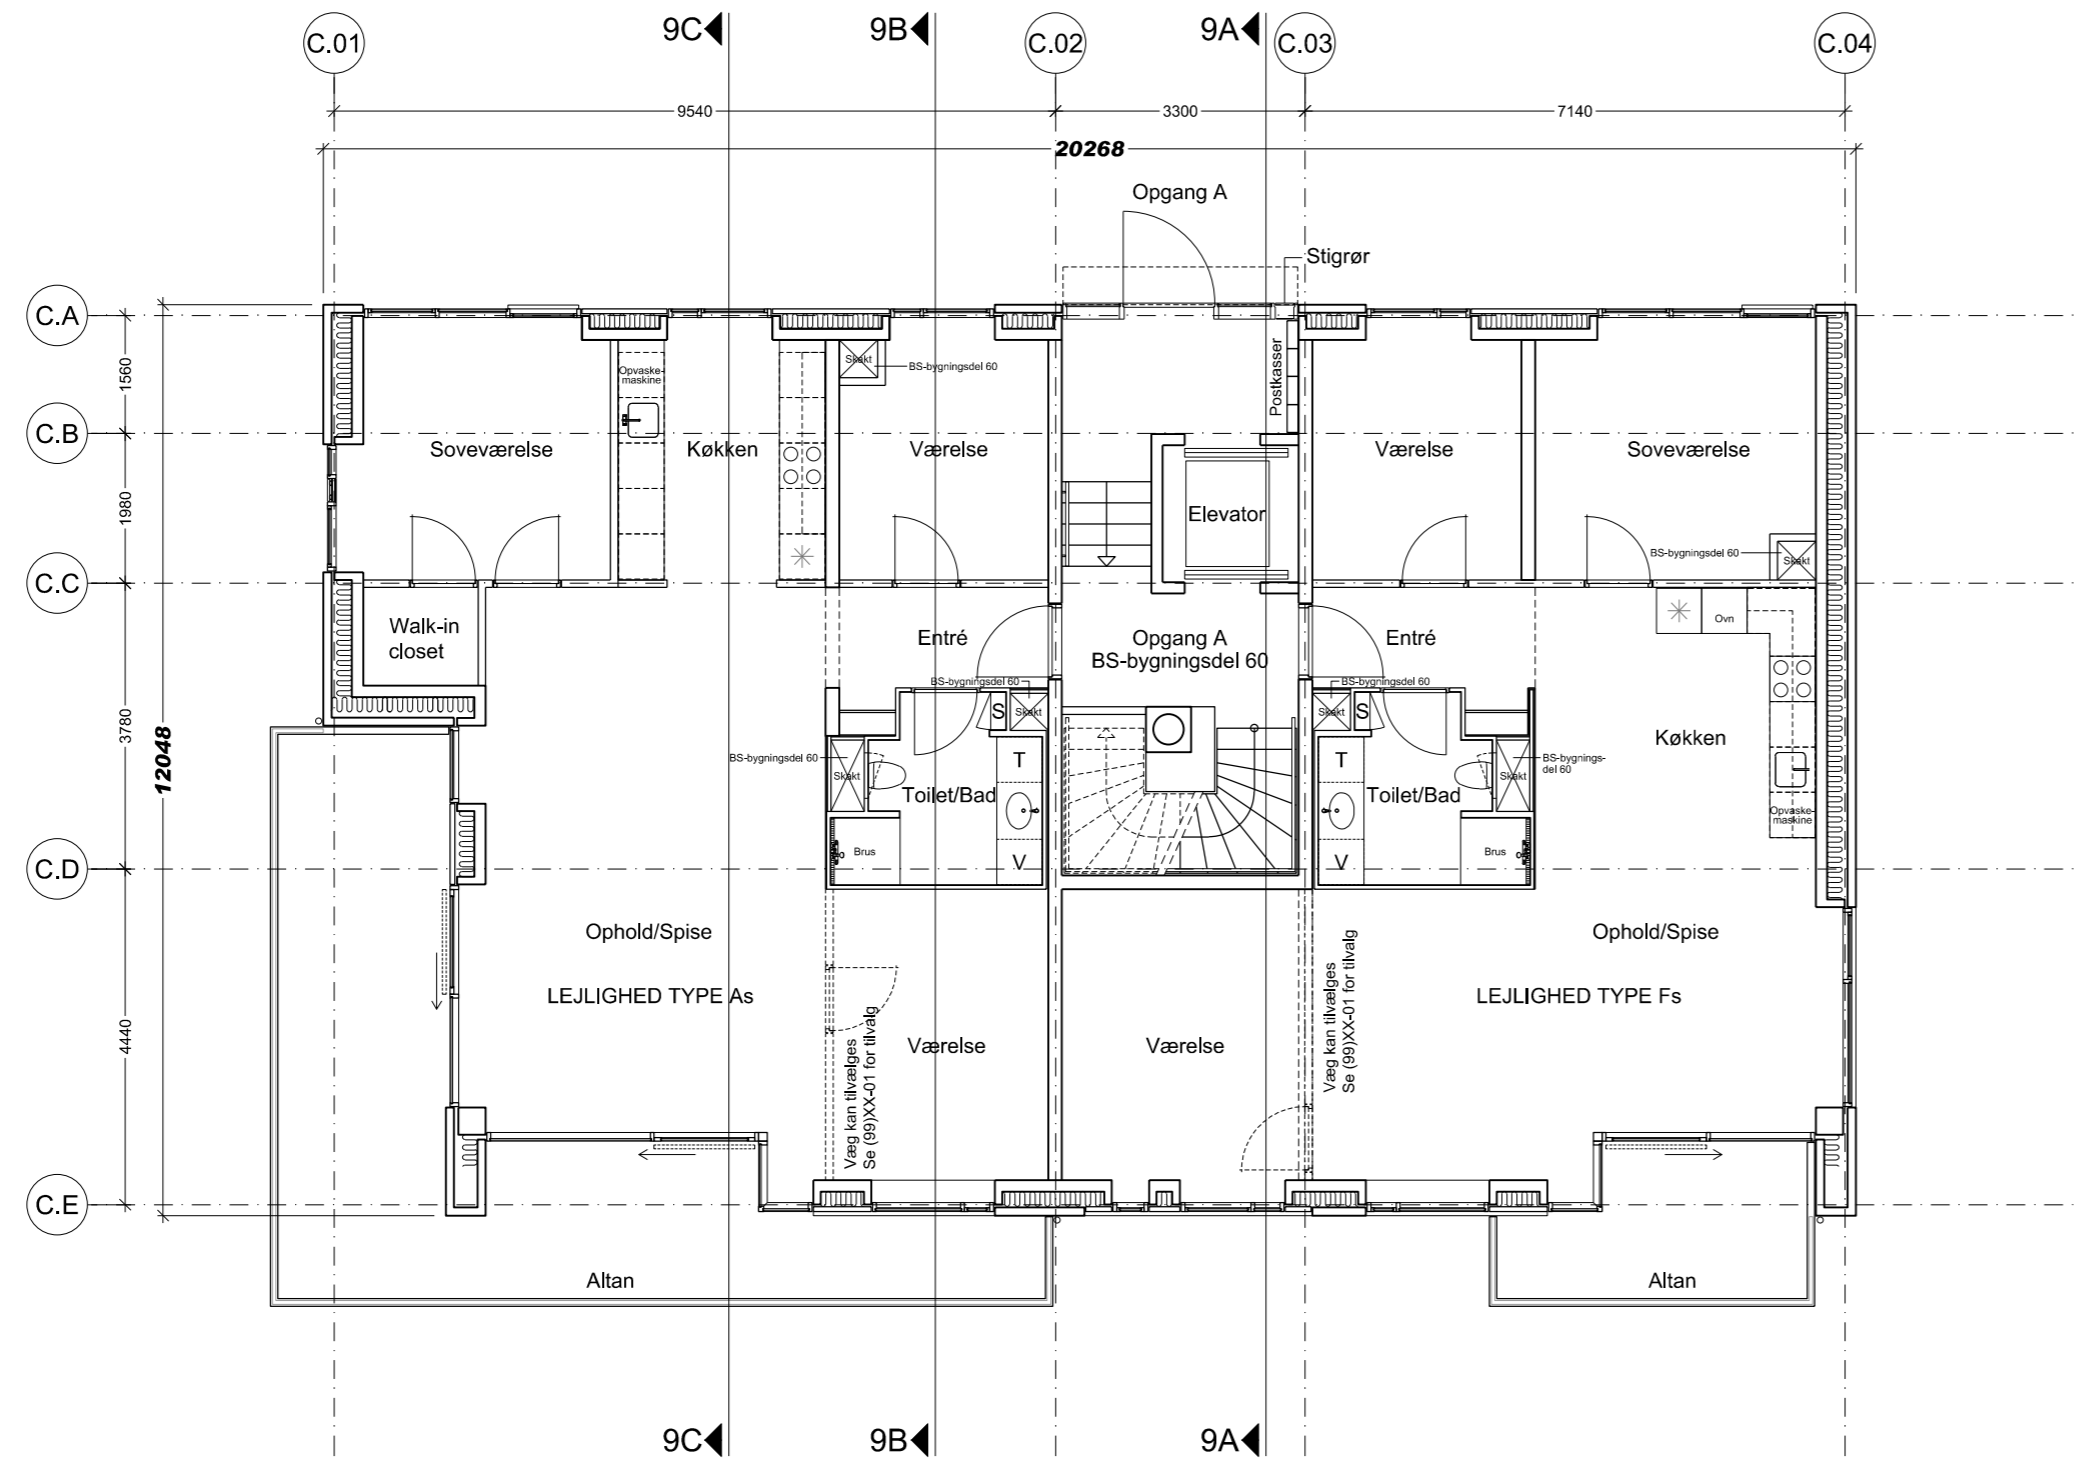 9C 9B 9A
C.01 C.02 C.03 C.04
9540 3300 7140
20268
Opgang A
Stigrør
C.A
1560
Skakt
BS-bygningsdel 60
Opvaske-
maskine
Postkasser
C.B
Soveværelse Køkken Værelse Værelse Soveværelse
1980
Elevator
BS-bygningsdel 60
Skakt
C.C
Walk-in
closet
Entré
Opgang A
BS-bygningsdel 60
Entré
Ovn
BS-bygningsdel 60
Skakt
S
BS-bygningsdel 60
Skakt
S
3780
12048
BS-bygningsdel 60
Skakt
T
Toilet/Bad
T
Toilet/Bad
Skakt
BS-bygnings-
del 60
Køkken
Opvaske-
maskine
Brus
V
V
Brus
C.D
Ophold/Spise
LEJLIGHED TYPE As
Ophold/Spise
LEJLIGHED TYPE Fs
4440
Væg kan tilvælges
Se (99)XX-01 for tilvalg
Værelse
Værelse
Væg kan tilvælges
Se (99)XX-01 for tilvalg
C.E
Altan
Altan
9C 9B 9A